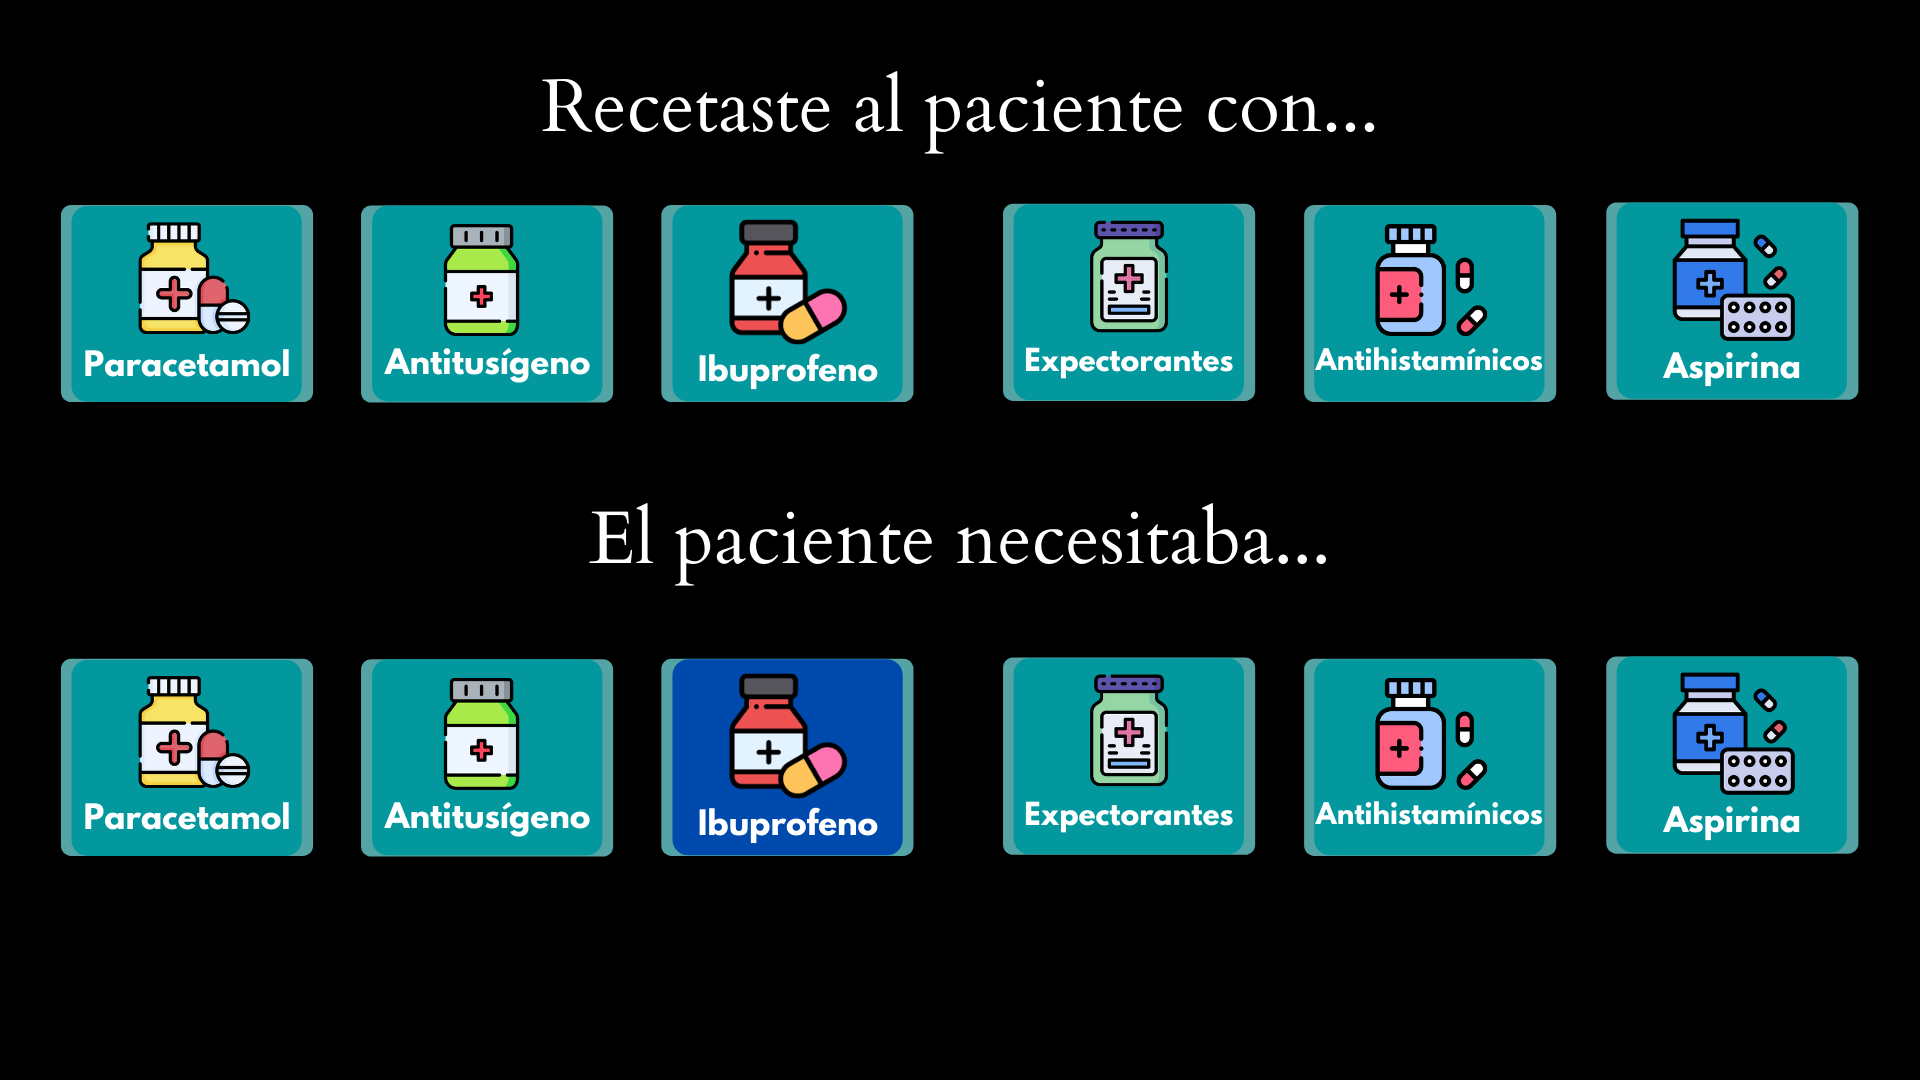 Recetaste al paciente con...
Paracetamol
Antitusígeno
Ibuprofeno
Expectorantes
Antihistamínicos
Aspirina
El paciente necesitaba...
Paracetamol
Antitusígeno
Ibuprofeno
Expectorantes
Antihistamínicos
Aspirina